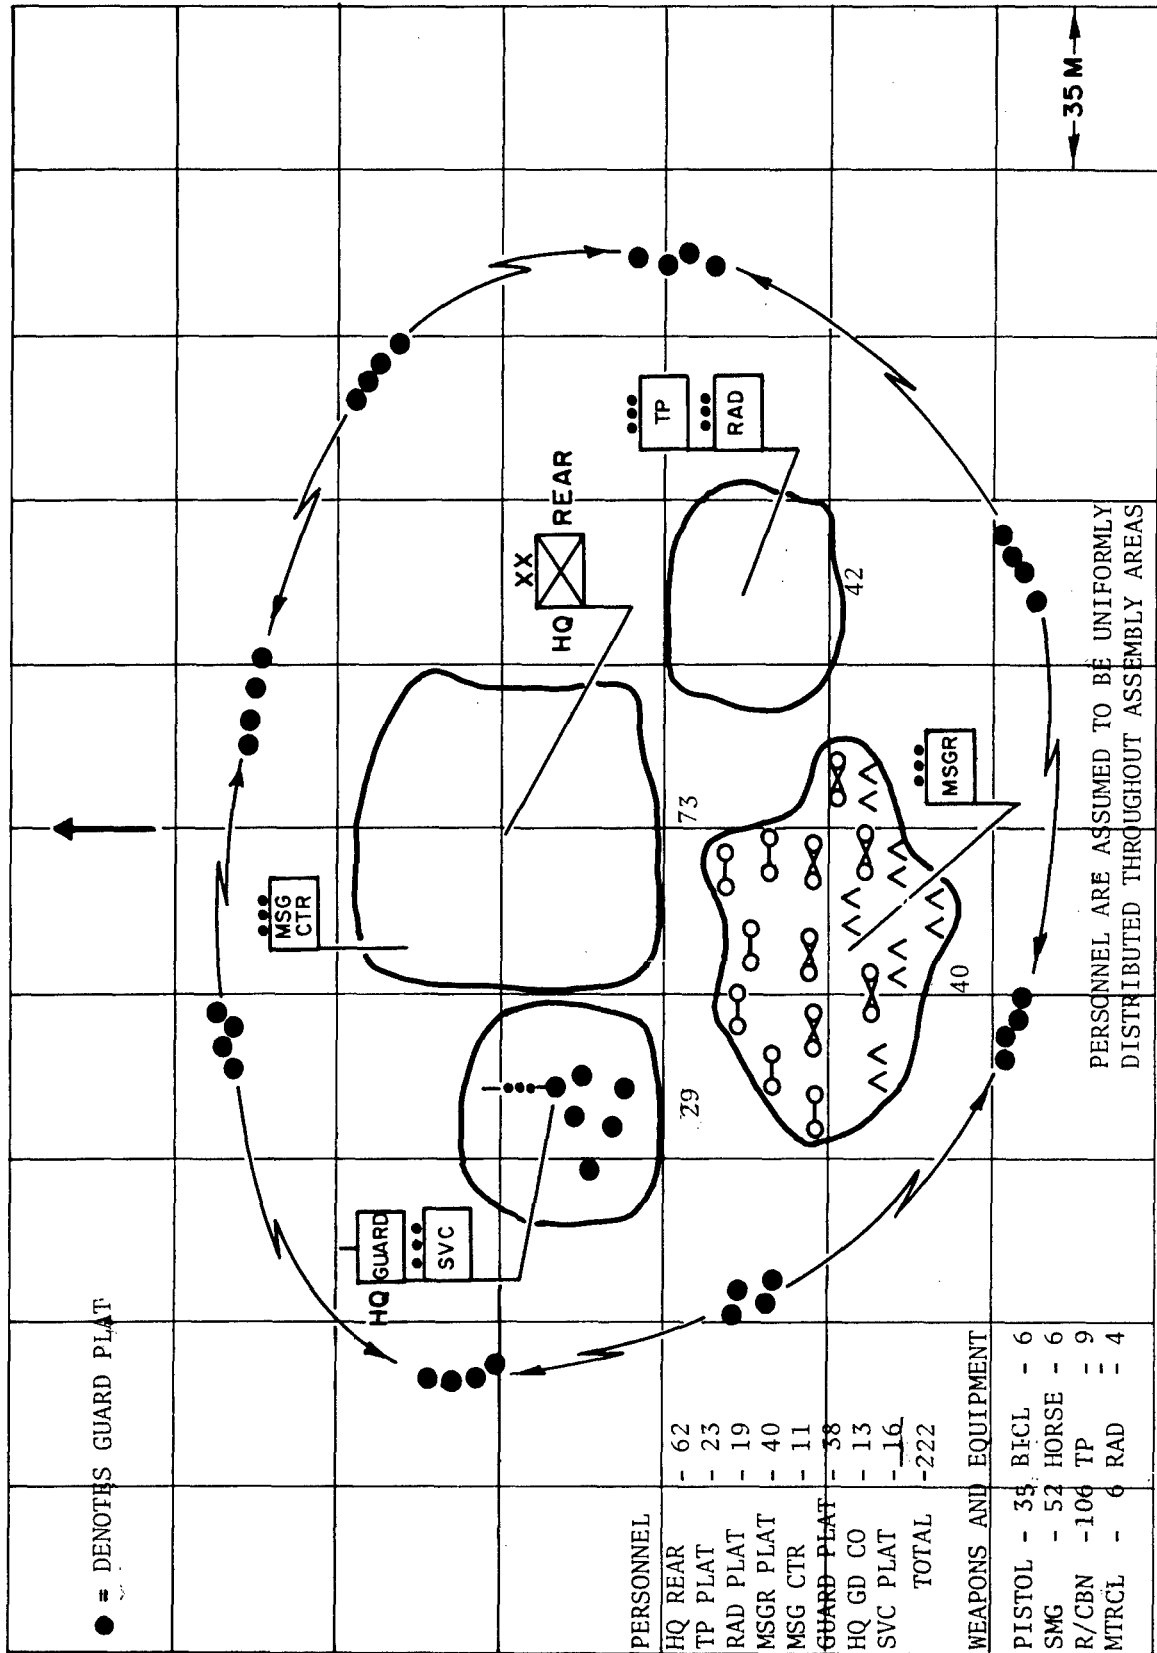 ● = DENOTES GUARD PLAT
MSG
CTR
HQ
GUARD
SVC
XX
HQ
REAR
TP
RAD
MSGR
29
73
42
40
35 M
PERSONNEL
HQ REAR - 62
TP PLAT - 23
RAD PLAT - 19
MSGR PLAT - 40
MSG CTR - 11
GUARD PLAT - 38
HQ GD CO - 13
SVC PLAT - 16
TOTAL -222
WEAPONS AND EQUIPMENT
PISTOL - 35 BICL - 6
SMG - 52 HORSE - 6
R/CBN -106 TP - 9
MTRCL - 6 RAD - 4
PERSONNEL ARE ASSUMED TO BE UNIFORMLY
DISTRIBUTED THROUGHOUT ASSEMBLY AREAS